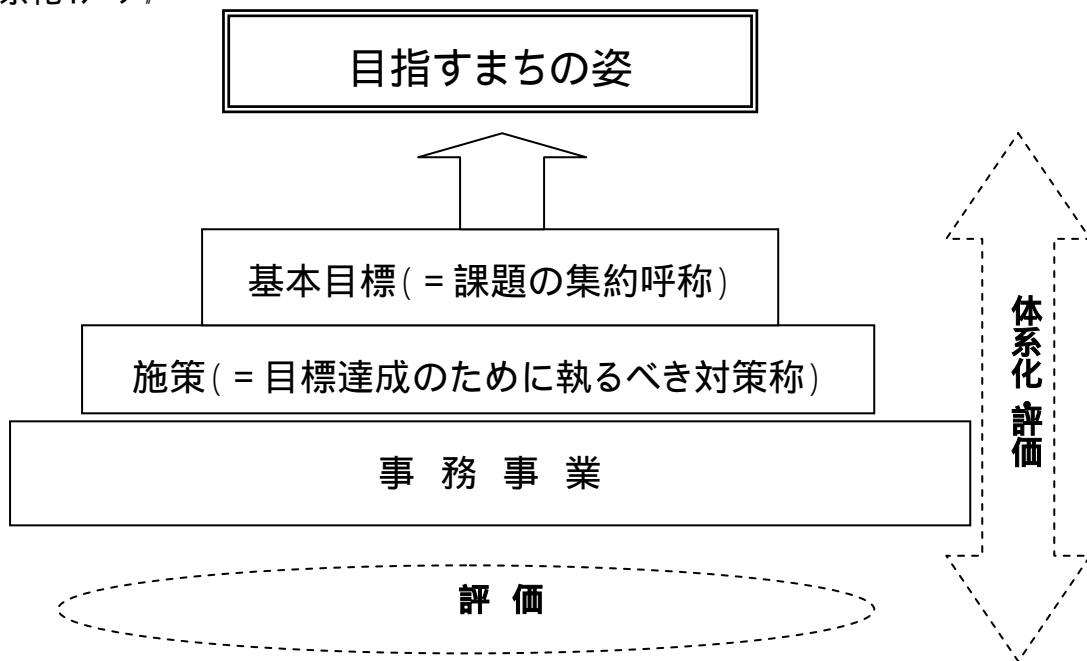 目指すまちの姿
基本目標(=課題の集約呼称)
施策(=目標達成のために執るべき対策称)
事 務 事 業
評 価
体系化・評価